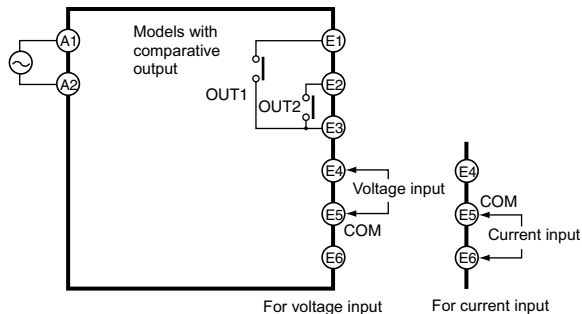 A1
A2
Models with
comparative
output
OUT1
OUT2
E1
E2
E3
E4
Voltage input
E5
COM
E6
For voltage input
E4
COM
E5
Current input
E6
For current input